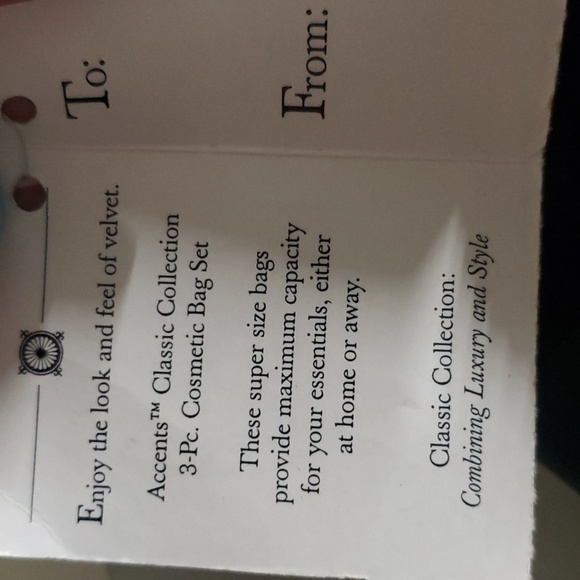 To:
From:
Enjoy the look and feel of velvet.
Accents™ Classic Collection
3-Pc. Cosmetic Bag Set
These super size bags
provide maximum capacity
for your essentials, either
at home or away.
Classic Collection:
Combining Luxury and Style